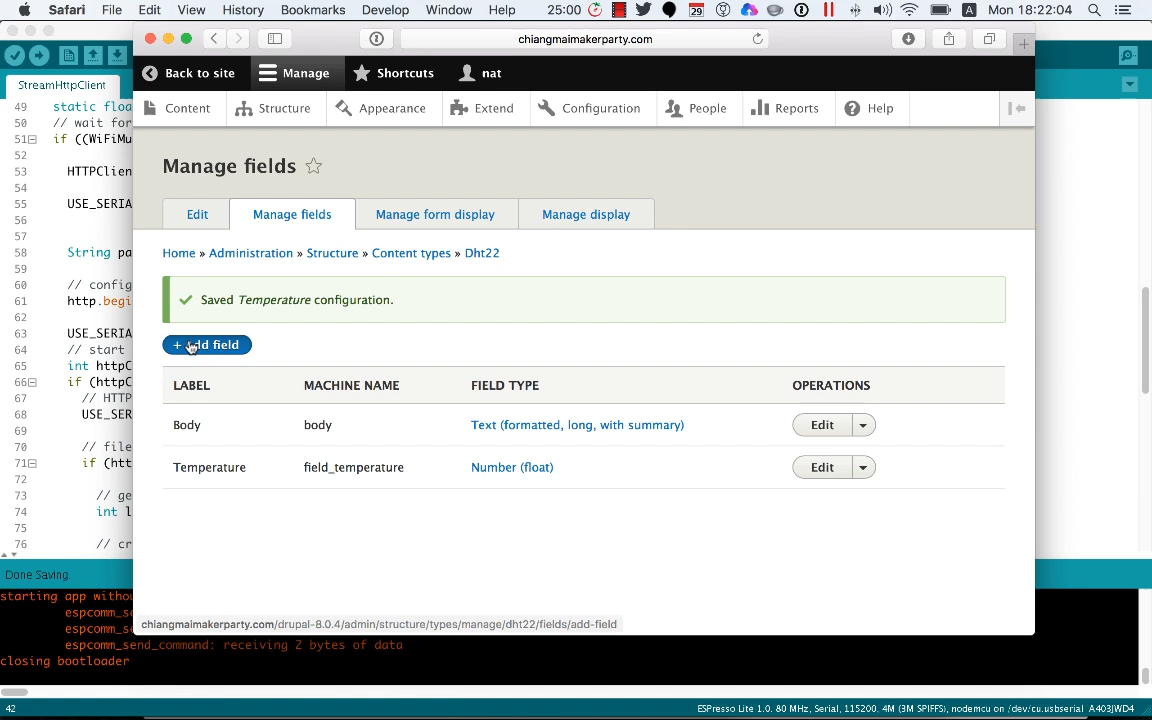 Safari File Edit View History Bookmarks Develop Window Help 25:00 29 A Mon 18:22:04
chiangmaimakerparty.com
StreamHttpClient
Back to site Manage Shortcuts nat
Content Structure Appearance Extend Configuration People Reports Help
Manage fields
Edit Manage fields Manage form display Manage display
Home » Administration » Structure » Content types » Dht22
Saved Temperature configuration.
+ Add field
LABEL MACHINE NAME FIELD TYPE OPERATIONS
Body body Text (formatted, long, with summary) Edit
Temperature field_temperature Number (float) Edit
chiangmaimakerparty.com/drupal-8.0.4/admin/structure/types/manage/dht22/fields/add-field
49 static floa
50 // wait for
51 if ((WiFiMu
52
53 HTTPClien
54
55 USE_SERIA
56
57
58 String pa
59
60 // config
61 http.begi
62
63 USE_SERIA
64 // start
65 int httpC
66 if (httpC
67 // HTTP
68 USE_SER
69
70 // file
71 if (htt
72
73 // ge
74 int l
75
76 // cr
Done Saving.
starting app withou
espcomm_se
espcomm_se
espcomm_send_command: receiving 2 bytes of data
closing bootloader
42 ESPresso Lite 1.0, 80 MHz, Serial, 115200, 4M (3M SPIFFS), nodemcu on /dev/cu.usbserial A403JWD4